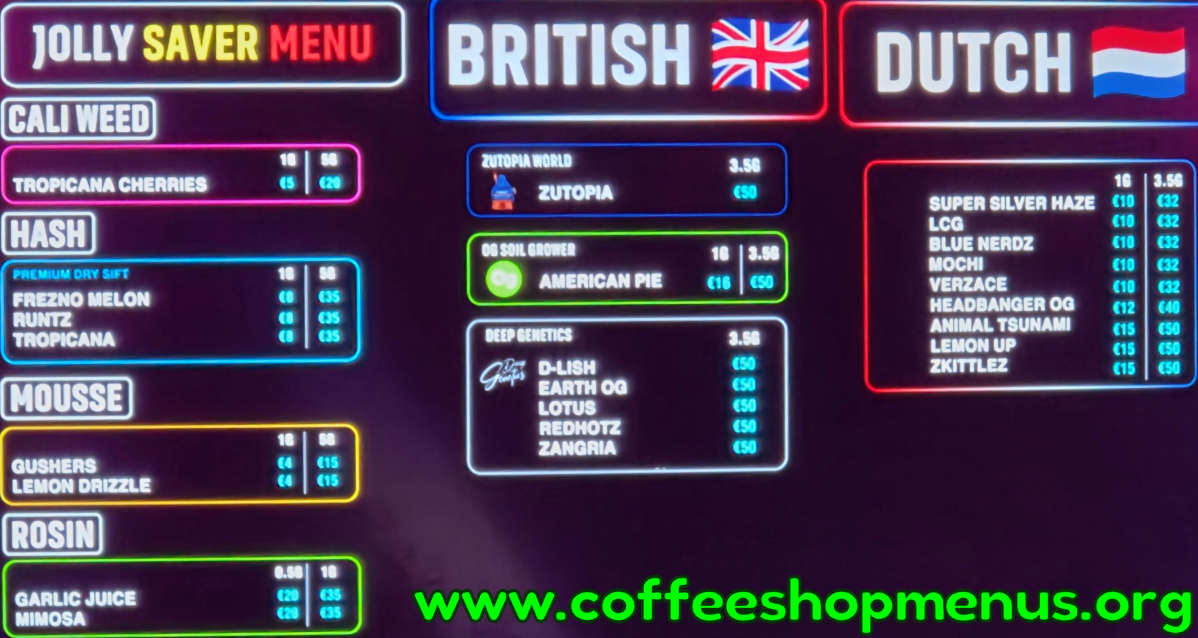 JOLLY SAVER MENU
CALI WEED
1G 5G
TROPICANA CHERRIES €5 €20
HASH
PREMIUM DRY SIFT 1G 5G
FREZNO MELON €8 €35
RUNTZ €8 €35
TROPICANA €8 €35
MOUSSE
1G 5G
GUSHERS €4 €15
LEMON DRIZZLE €4 €15
ROSIN
0.5G 1G
GARLIC JUICE €20 €35
MIMOSA €20 €35
BRITISH
ZUTOPIA WORLD 3.5G
ZUTOPIA €50
OG SOIL GROWER 1G 3.5G
OG
AMERICAN PIE €16 €50
DEEP GENETICS 3.5G
Deep Genetics
D-LISH €50
EARTH OG €50
LOTUS €50
REDHOTZ €50
ZANGRIA €50
DUTCH
1G 3.5G
SUPER SILVER HAZE €10 €32
LCG €10 €32
BLUE NERDZ €10 €32
MOCHI €10 €32
VERZACE €10 €32
HEADBANGER OG €12 €40
ANIMAL TSUNAMI €15 €50
LEMON UP €15 €50
ZKITTLEZ €15 €50
www.coffeeshopmenus.org